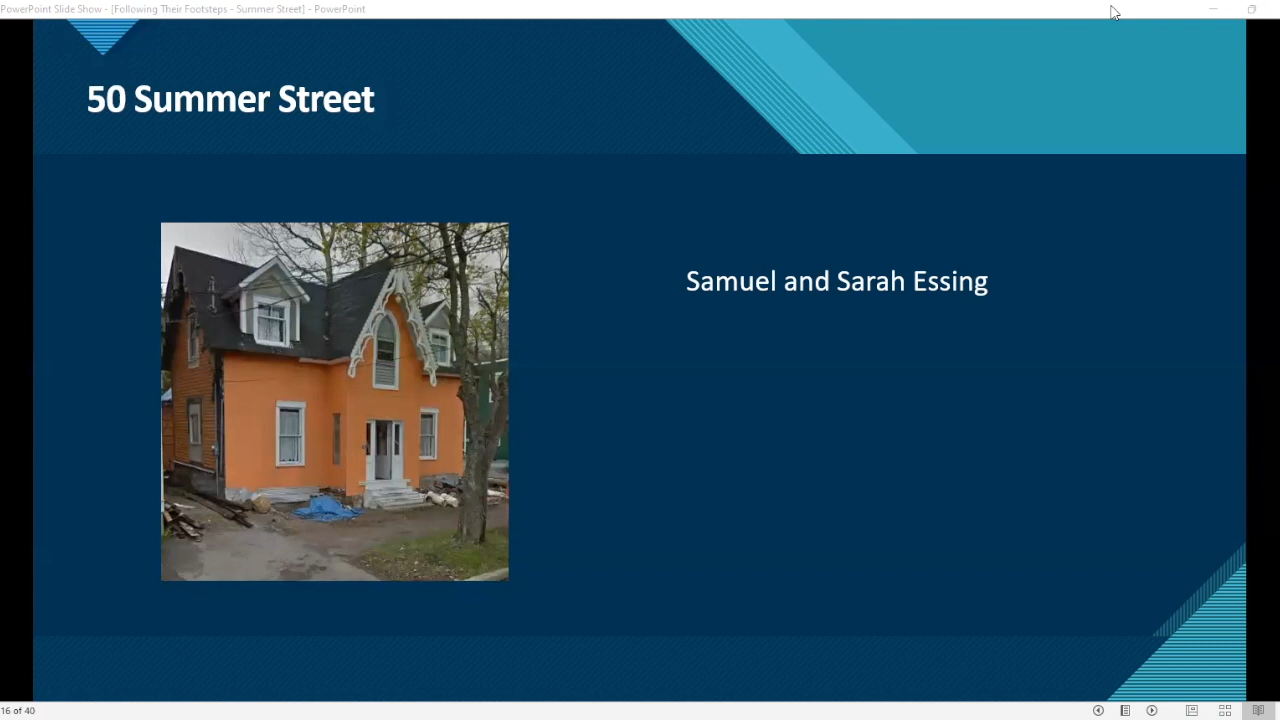 PowerPoint Slide Show - [Following Their Footsteps - Summer Street] - PowerPoint
50 Summer Street
Samuel and Sarah Essing
16 of 40